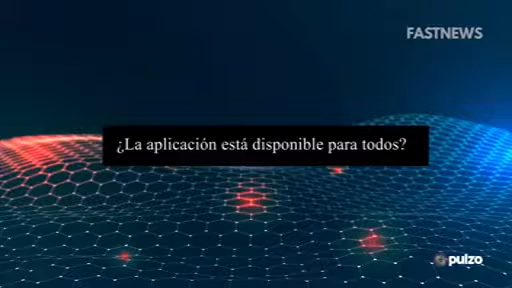 FASTNEWS
¿La aplicación está disponible para todos?
pulzo